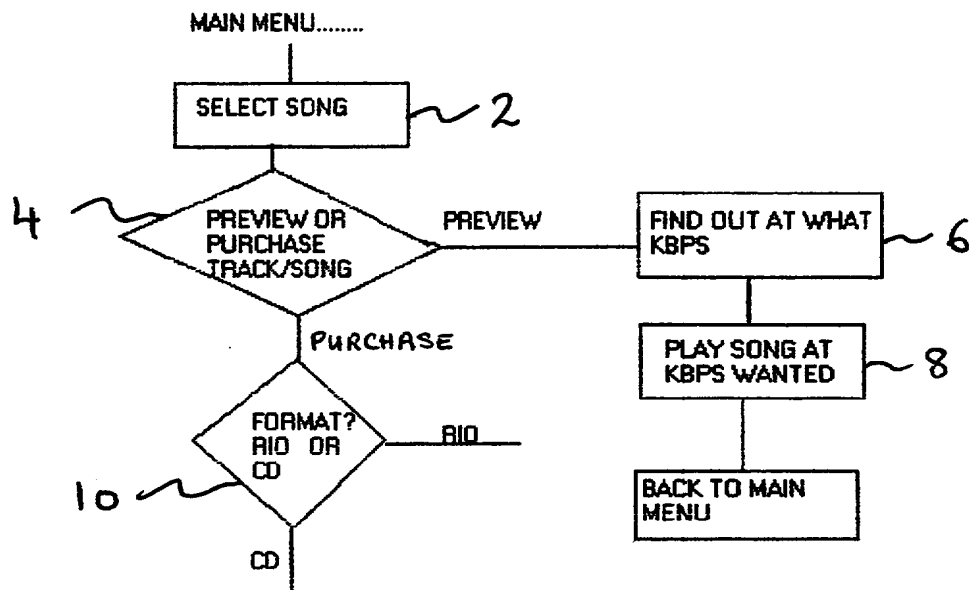 MAIN MENU........
SELECT SONG
2
4
PREVIEW OR
PURCHASE
TRACK/SONG
PREVIEW
FIND OUT AT WHAT
KBPS
6
PURCHASE
PLAY SONG AT
KBPS WANTED
8
FORMAT?
RIO OR
CD
RIO
10
BACK TO MAIN
MENU
CD